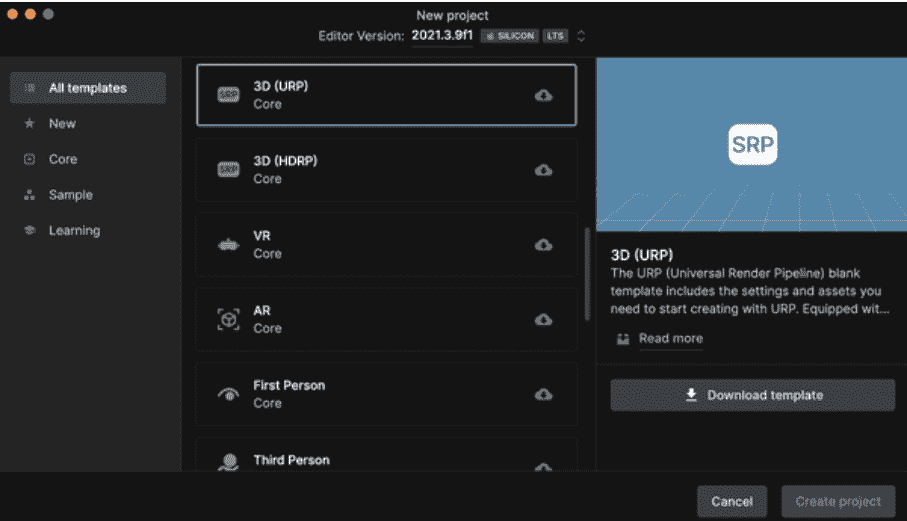 New project
Editor Version: 2021.3.9f1 SILICON LTS
All templates
New
Core
Sample
Learning
SRP
3D (URP)
Core
SRP
3D (HDRP)
Core
VR
Core
AR
Core
First Person
Core
Third Person
SRP
3D (URP)
The URP (Universal Render Pipeline) blank
template includes the settings and assets you
need to start creating with URP. Equipped wit...
Read more
Download template
Cancel
Create project